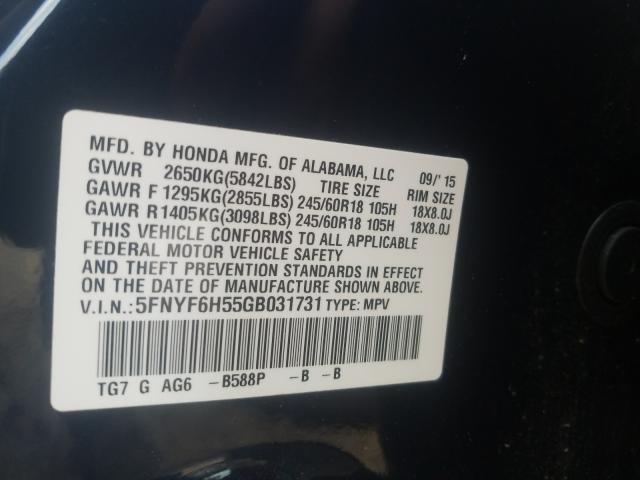 MFD. BY HONDA MFG. OF ALABAMA, LLC 09/'15
GVWR 2650KG(5842LBS) TIRE SIZE RIM SIZE
GAWR F 1295KG(2855LBS) 245/60R18 105H 18X8.0J
GAWR R 1405KG(3098LBS) 245/60R18 105H 18X8.0J
THIS VEHICLE CONFORMS TO ALL APPLICABLE
FEDERAL MOTOR VEHICLE SAFETY
AND THEFT PREVENTION STANDARDS IN EFFECT
ON THE DATE OF MANUFACTURE SHOWN ABOVE.
V.I.N.:5FNYF6H55GB031731 TYPE: MPV
TG7 G AG6 -B588P -B -B